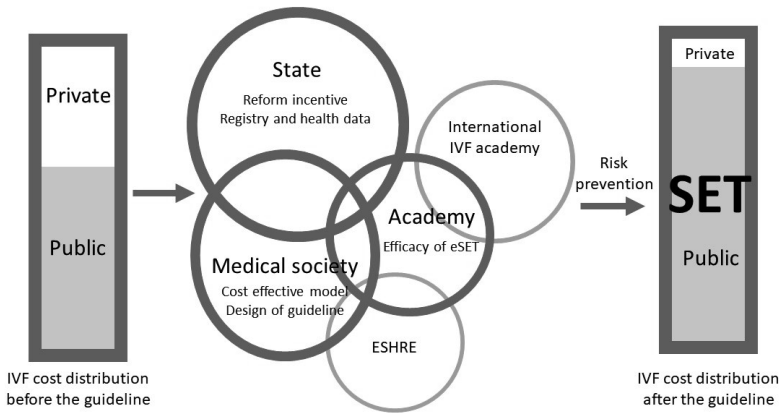 Private
Public
IVF cost distribution
before the guideline
State
Reform incentive
Registry and health data
Medical society
Cost effective model
Design of guideline
Academy
Efficacy of eSET
International
IVF academy
ESHRE
Risk
prevention
Private
SET
Public
IVF cost distribution
after the guideline